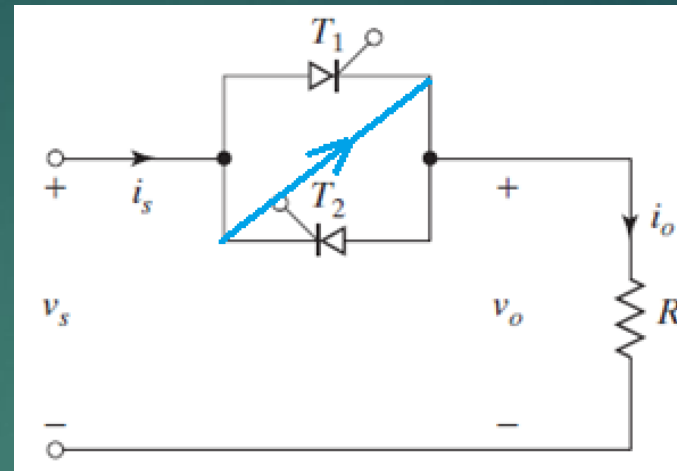 T₁
+
iₛ
T₂
+
iₒ
vₛ
vₒ
R
−
−